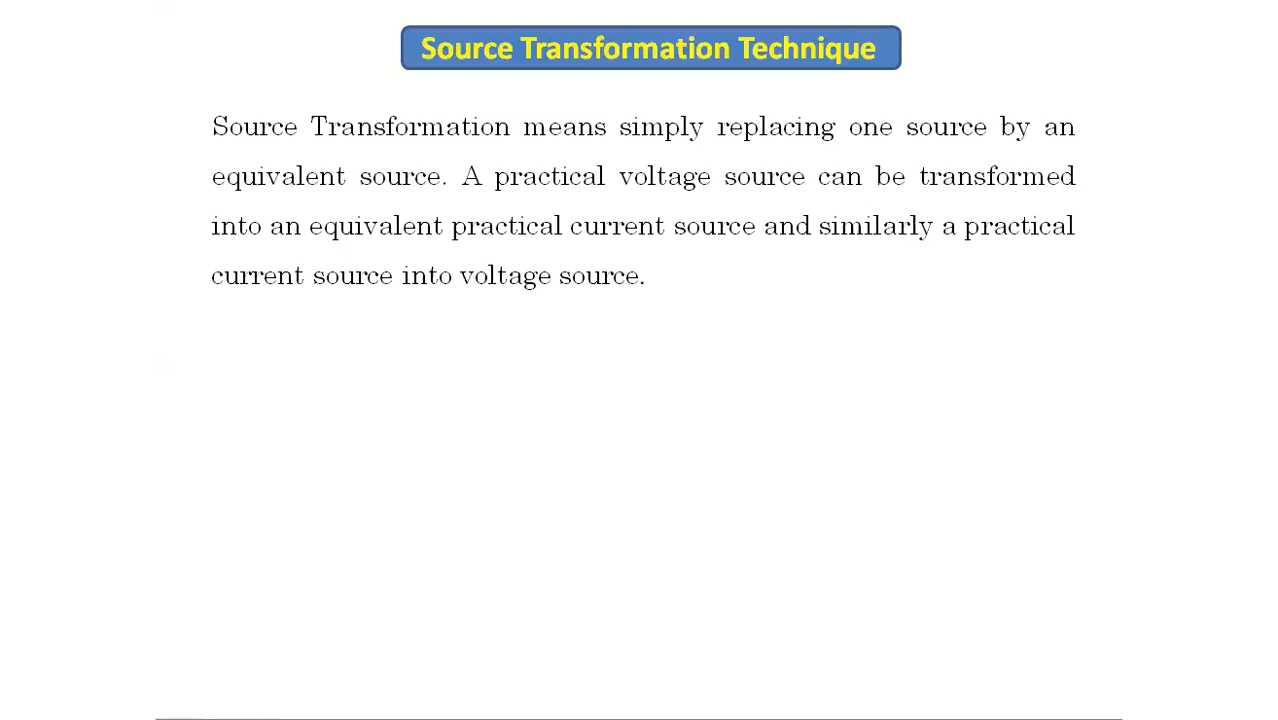 Source Transformation Technique
Source Transformation means simply replacing one source by an
equivalent source. A practical voltage source can be transformed
into an equivalent practical current source and similarly a practical
current source into voltage source.